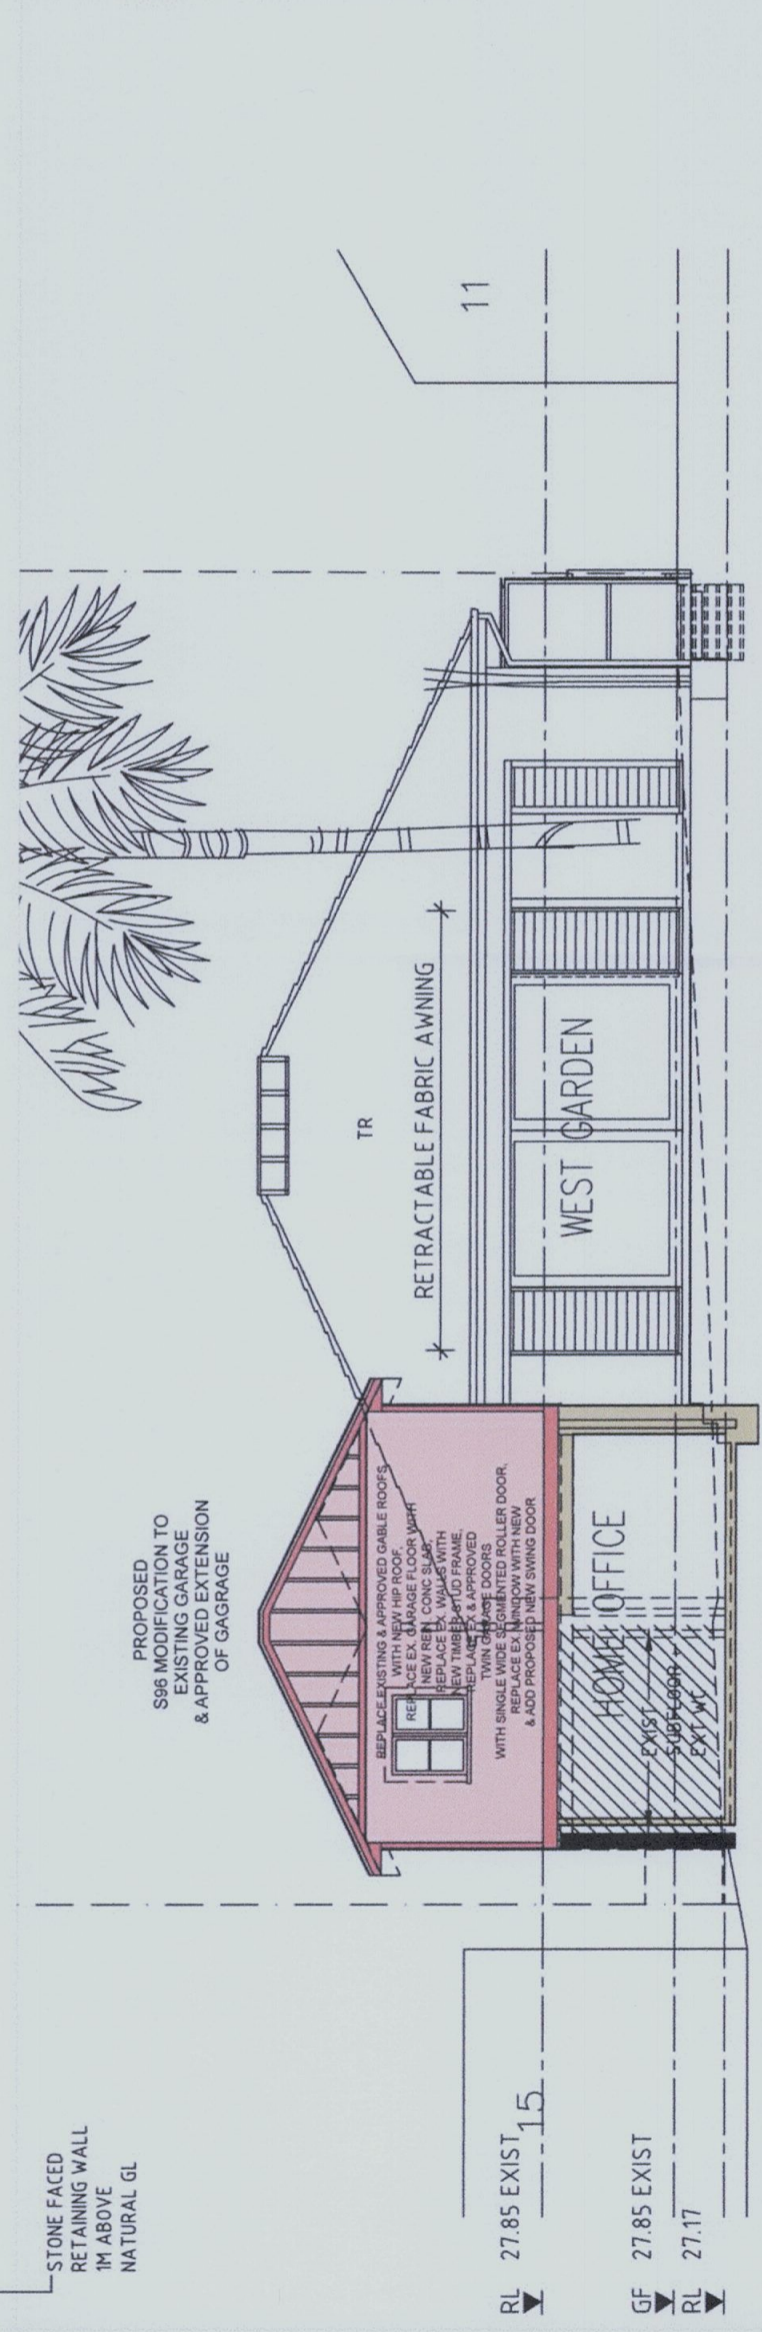 STONE FACED
RETAINING WALL
1M ABOVE
NATURAL GL
PROPOSED
S96 MODIFICATION TO
EXISTING GARAGE
& APPROVED EXTENSION
OF GAGRAGE
TR
RETRACTABLE FABRIC AWNING
WEST GARDEN
11
REPLACE EXISTING & APPROVED GABLE ROOFS
WITH NEW HIP ROOF,
REPLACE EX. GARAGE FLOOR WITH
NEW REIN. CONC SLAB,
REPLACE EX. WALLS WITH
NEW TIMBER STUD FRAME,
REPLACE EX & APPROVED
TWIN GARAGE DOORS
WITH SINGLE WIDE SEGMENTED ROLLER DOOR,
REPLACE EX. WINDOW WITH NEW
& ADD PROPOSED NEW SWING DOOR
HOME OFFICE
EXIST
SUBFLOOR
EXT WT
15
RL 27.85 EXIST
GF 27.85 EXIST
RL 27.17